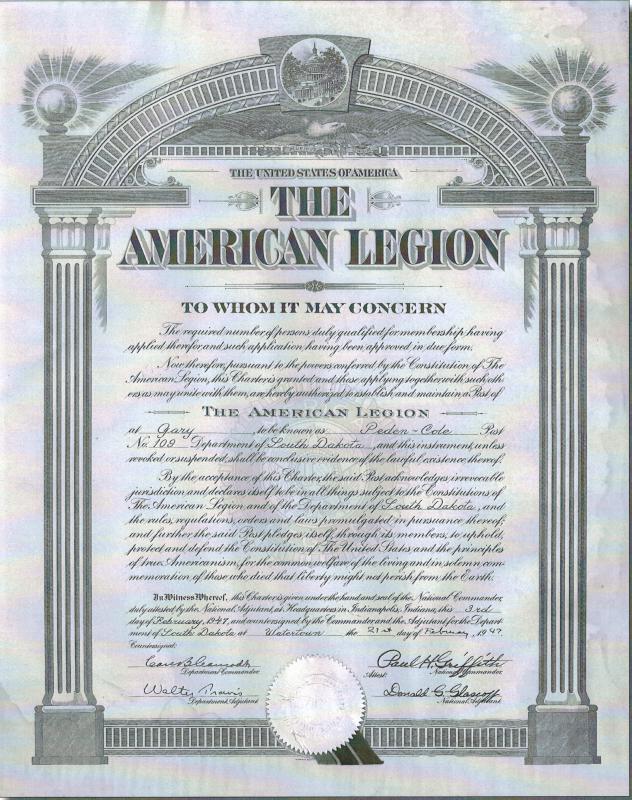 THE UNITED STATES OF AMERICA
THE
AMERICAN LEGION
TO WHOM IT MAY CONCERN
The required number of persons duly qualified for membership, having
applied therefor, and such application having been approved in due form,
Now therefore, pursuant to the powers conferred by the Constitution of The
American Legion, this Charter is granted and those applying together with such oth-
ers as may unite with them, are hereby authorized to establish and maintain a Post of
THE AMERICAN LEGION
at Gary, to be known as Peden-Cole Post
No. 109 Department of South Dakota, and this instrument, unless
revoked or suspended, shall be conclusive evidence of the lawful existence thereof.
By the acceptance of this Charter, the said Post acknowledges irrevocable
jurisdiction and declares itself to be in all things subject to the Constitutions of
The American Legion and of the Department of South Dakota, and
the rules, regulations, orders and laws promulgated in pursuance thereof;
and further the said Post pledges itself, through its members, to uphold,
protect and defend the Constitution of The United States and the principles
of true Americanism, for the common welfare of the living and in solemn com-
memoration of those who died that liberty might not perish from the Earth.
In Witness Whereof, this Charter is given under the hand and seal of the National Commander,
duly attested by the National Adjutant, at Headquarters in Indianapolis, Indiana, this 3rd
day of February, 1947, and countersigned by the Commander and the Adjutant for the Depart-
ment of South Dakota at Watertown the 21st day of February, 1947
Countersigned:
Paul H. Griffith
Department Commander
Attest:
National Commander
Walter Travis
Donald G. Glascoff
Department Adjutant
National Adjutant